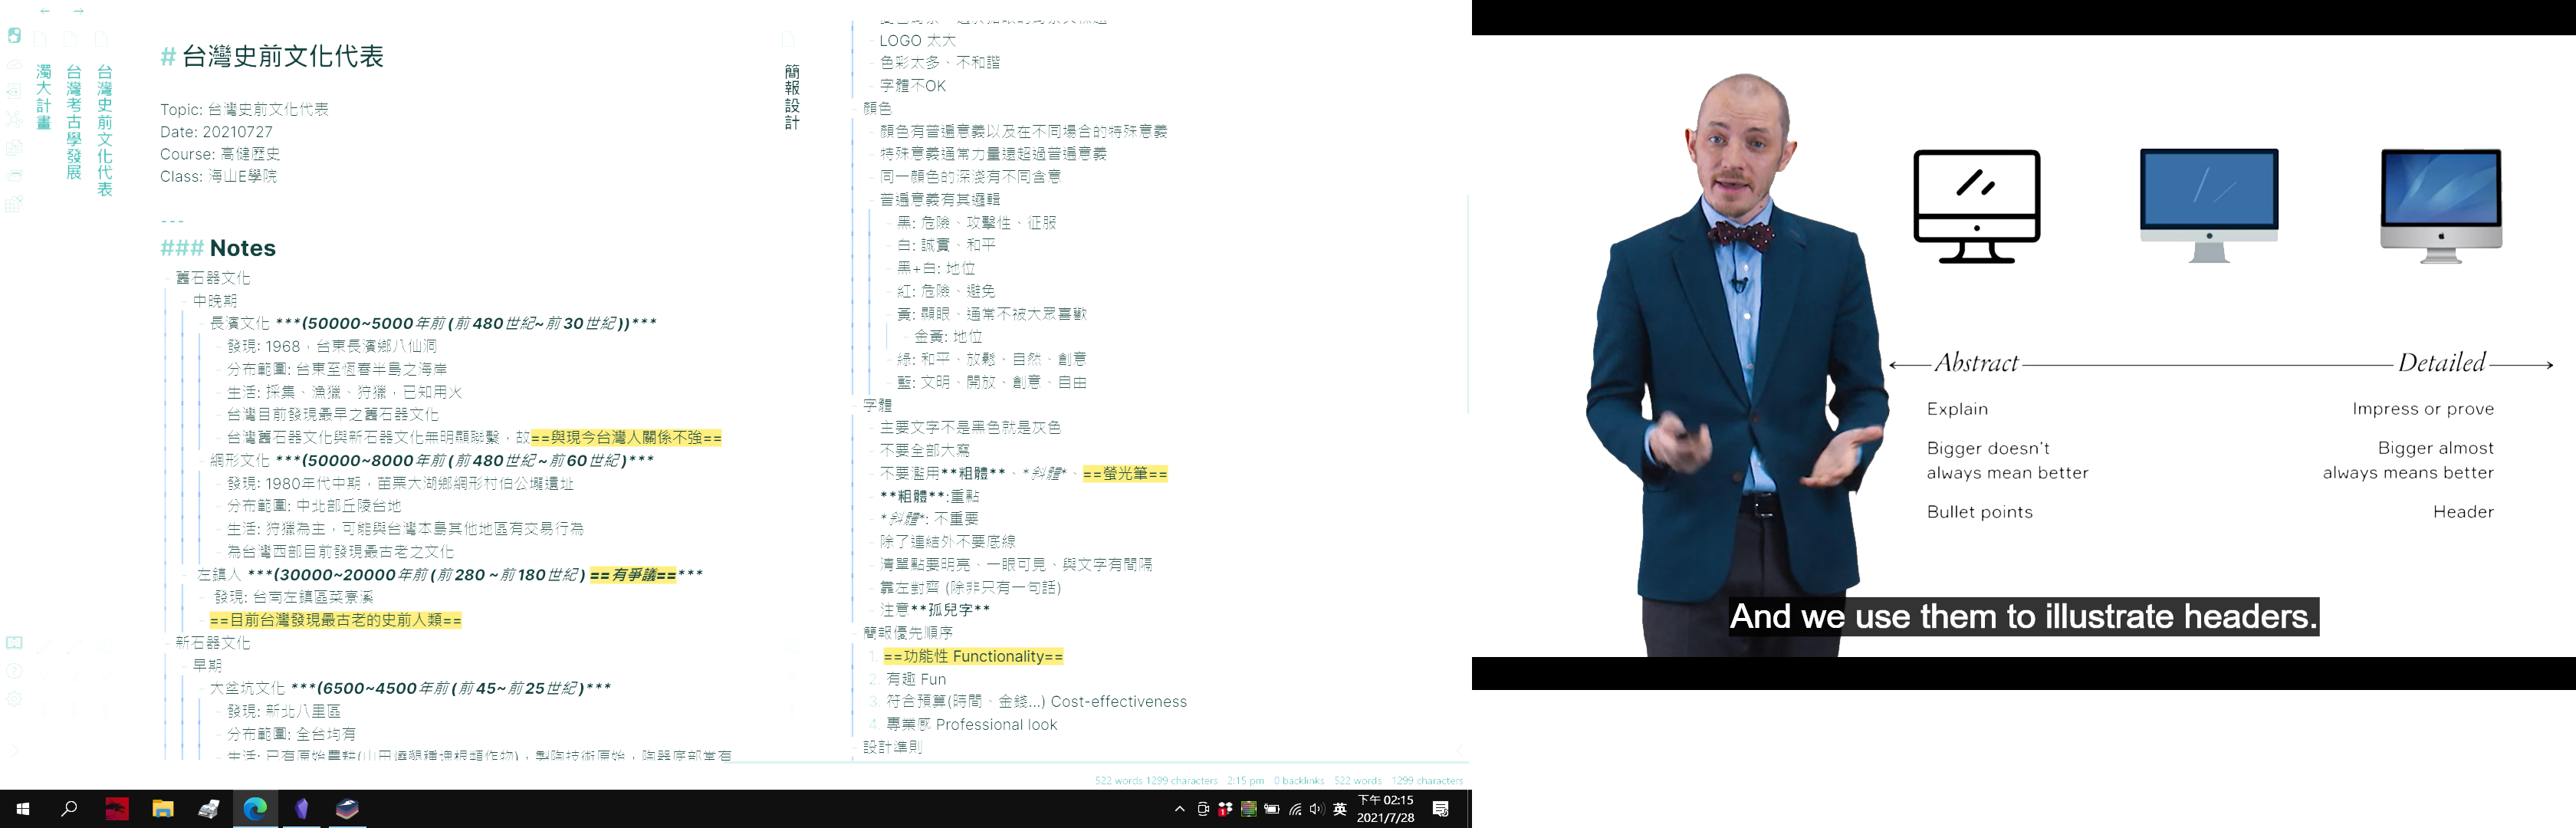 濁大計畫
台灣考古學發展
台灣史前文化代表
# 台灣史前文化代表
Topic: 台灣史前文化代表
Date: 20210727
Course: 高健歷史
Class: 海山E學院
---
### Notes
- 舊石器文化
- 中晚期
- 長濱文化 ***(50000~5000年前 (前 480 世紀~ 前 30 世紀 ))***
- 發現: 1968，台東長濱鄉八仙洞
- 分布範圍: 台東至恆春半島之海岸
- 生活: 採集、漁獵、狩獵，已知用火
- 台灣目前發現最早之舊石器文化
- 台灣舊石器文化與新石器文化無明顯聯繫，故==與現今台灣人關係不強==
- 網形文化 ***(50000~8000年前 (前 480 世紀 ~ 前 60 世紀 )***
- 發現: 1980年代中期，苗栗大湖鄉網形村伯公壠遺址
- 分布範圍: 中北部丘陵台地
- 生活: 狩獵為主，可能與台灣本島其他地區有交易行為
- 為台灣西部目前發現最古老之文化
- 左鎮人 ***(30000~20000年前 (前 280 ~ 前 180世紀 ) ==有爭議==***
- 發現: 台南左鎮區菜寮溪
- ==目前台灣發現最古老的史前人類==
- 新石器文化
- 早期
- 大坌坑文化 ***(6500~4500年前 (前 45~ 前 25 世紀 )***
- 發現: 新北八里區
- 分布範圍: 全台均有
簡報設計
- LOGO 太大
- 色彩太多、不和諧
- 字體不OK
- 顏色
- 顏色有普遍意義以及在不同場合的特殊意義
- 特殊意義通常力量遠超過普遍意義
- 同一顏色的深淺有不同含意
- 普遍意義有其邏輯
- 黑: 危險、攻擊性、征服
- 白: 誠實、和平
- 黑+白: 地位
- 紅: 危險、避免
- 黃: 顯眼、通常不被大眾喜歡
- 金黃: 地位
- 綠: 和平、放鬆、自然、創意
- 藍: 文明、開放、創意、自由
- 字體
- 主要文字不是黑色就是灰色
- 不要全部大寫
- 不要濫用**粗體**、*斜體*、==螢光筆==
- **粗體**:重點
- *斜體*: 不重要
- 除了連結外不要底線
- 清單點要明亮、一眼可見、與文字有間隔
- 靠左對齊 (除非只有一句話)
- 注意**孤兒字**
- 簡報優先順序
1. ==功能性 Functionality==
2. 有趣 Fun
3. 符合預算(時間、金錢...) Cost-effectiveness
4. 專業感 Professional look
- 設計準則
522 words 1299 characters 2:15 pm 0 backlinks 522 words 1299 characters
英
下午 02:15
2021/7/28
Abstract
Detailed
Explain
Impress or prove
Bigger doesn't
always mean better
Bigger almost
always means better
Bullet points
Header
And we use them to illustrate headers.